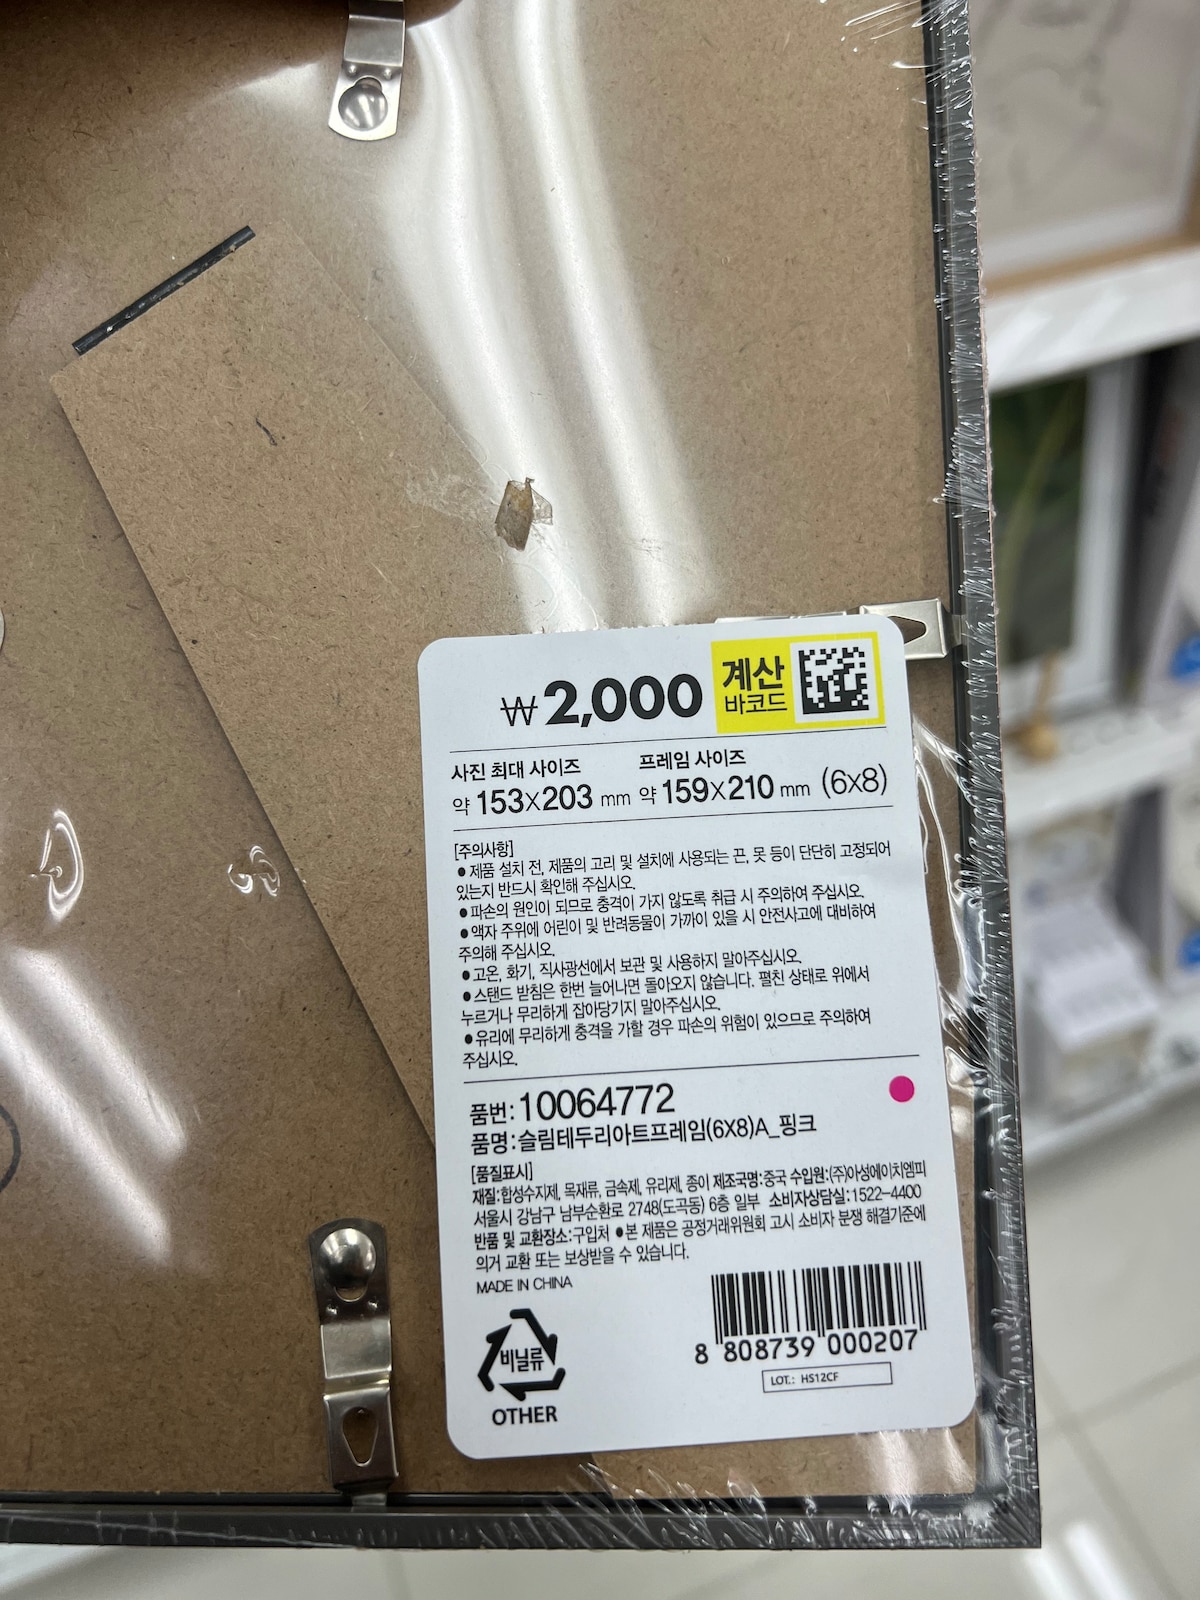 ₩2,000 계산
바코드
사진 최대 사이즈 프레임 사이즈
약 153X203 mm 약 159X210 mm (6x8)
[주의사항]
● 제품 설치 전, 제품의 고리 및 설치에 사용되는 끈, 못 등이 단단히 고정되어
있는지 반드시 확인해 주십시오.
● 파손의 원인이 되므로 충격이 가지 않도록 취급 시 주의하여 주십시오.
● 액자 주위에 어린이 및 반려동물이 가까이 있을 시 안전사고에 대비하여
주의해 주십시오.
● 고온, 화기, 직사광선에서 보관 및 사용하지 말아주십시오.
● 스탠드 받침은 한번 늘어나면 돌아오지 않습니다. 펼친 상태로 위에서
누르거나 무리하게 잡아당기지 말아주십시오.
● 유리에 무리하게 충격을 가할 경우 파손의 위험이 있으므로 주의하여
주십시오.
품번: 10064772
품명: 슬림테두리아트프레임(6X8)A_핑크
[품질표시]
재질: 합성수지제, 목재류, 금속제, 유리제, 종이 제조국명: 중국 수입원: (주)아성에이치엠피
서울시 강남구 남부순환로 2748(도곡동) 6층 일부 소비자상담실: 1522-4400
반품 및 교환장소: 구입처 ● 본 제품은 공정거래위원회 고시 소비자 분쟁 해결기준에
의거 교환 또는 보상받을 수 있습니다.
MADE IN CHINA
비닐류
OTHER
8 808739 000207
LOT.: HS12CF